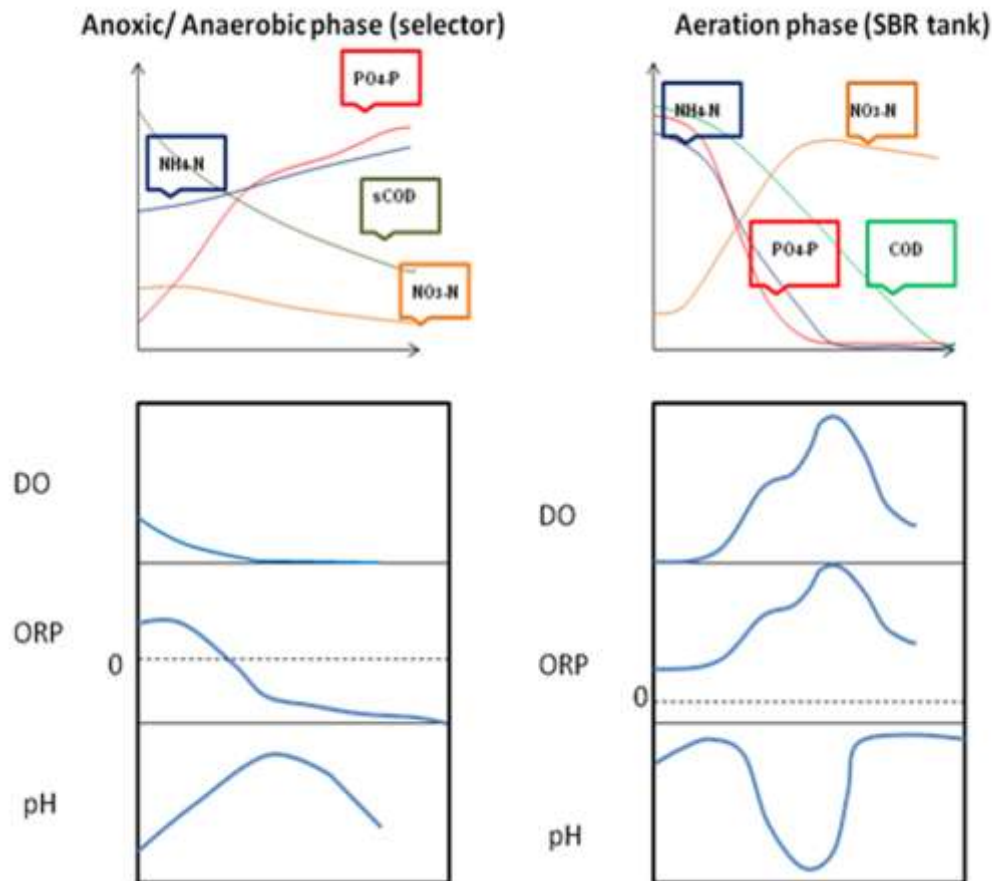 Anoxic/ Anaerobic phase (selector)
PO4-P
NH4-N
sCOD
NO3-N
DO
ORP
0
pH
Aeration phase (SBR tank)
NH4-N
NO3-N
PO4-P
COD
DO
ORP
0
pH